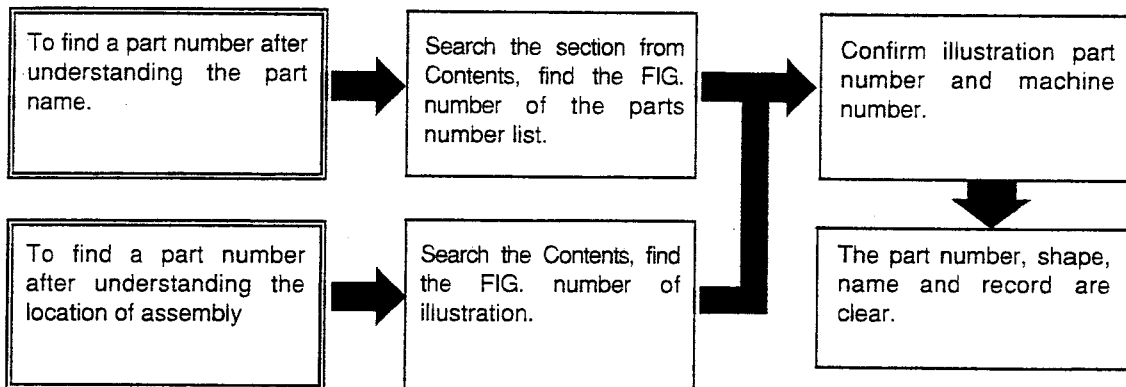 To find a part number after
understanding the part
name.
Search the section from
Contents, find the FIG.
number of the parts
number list.
Confirm illustration part
number and machine
number.
To find a part number
after understanding the
location of assembly
Search the Contents, find
the FIG. number of
illustration.
The part number, shape,
name and record are
clear.